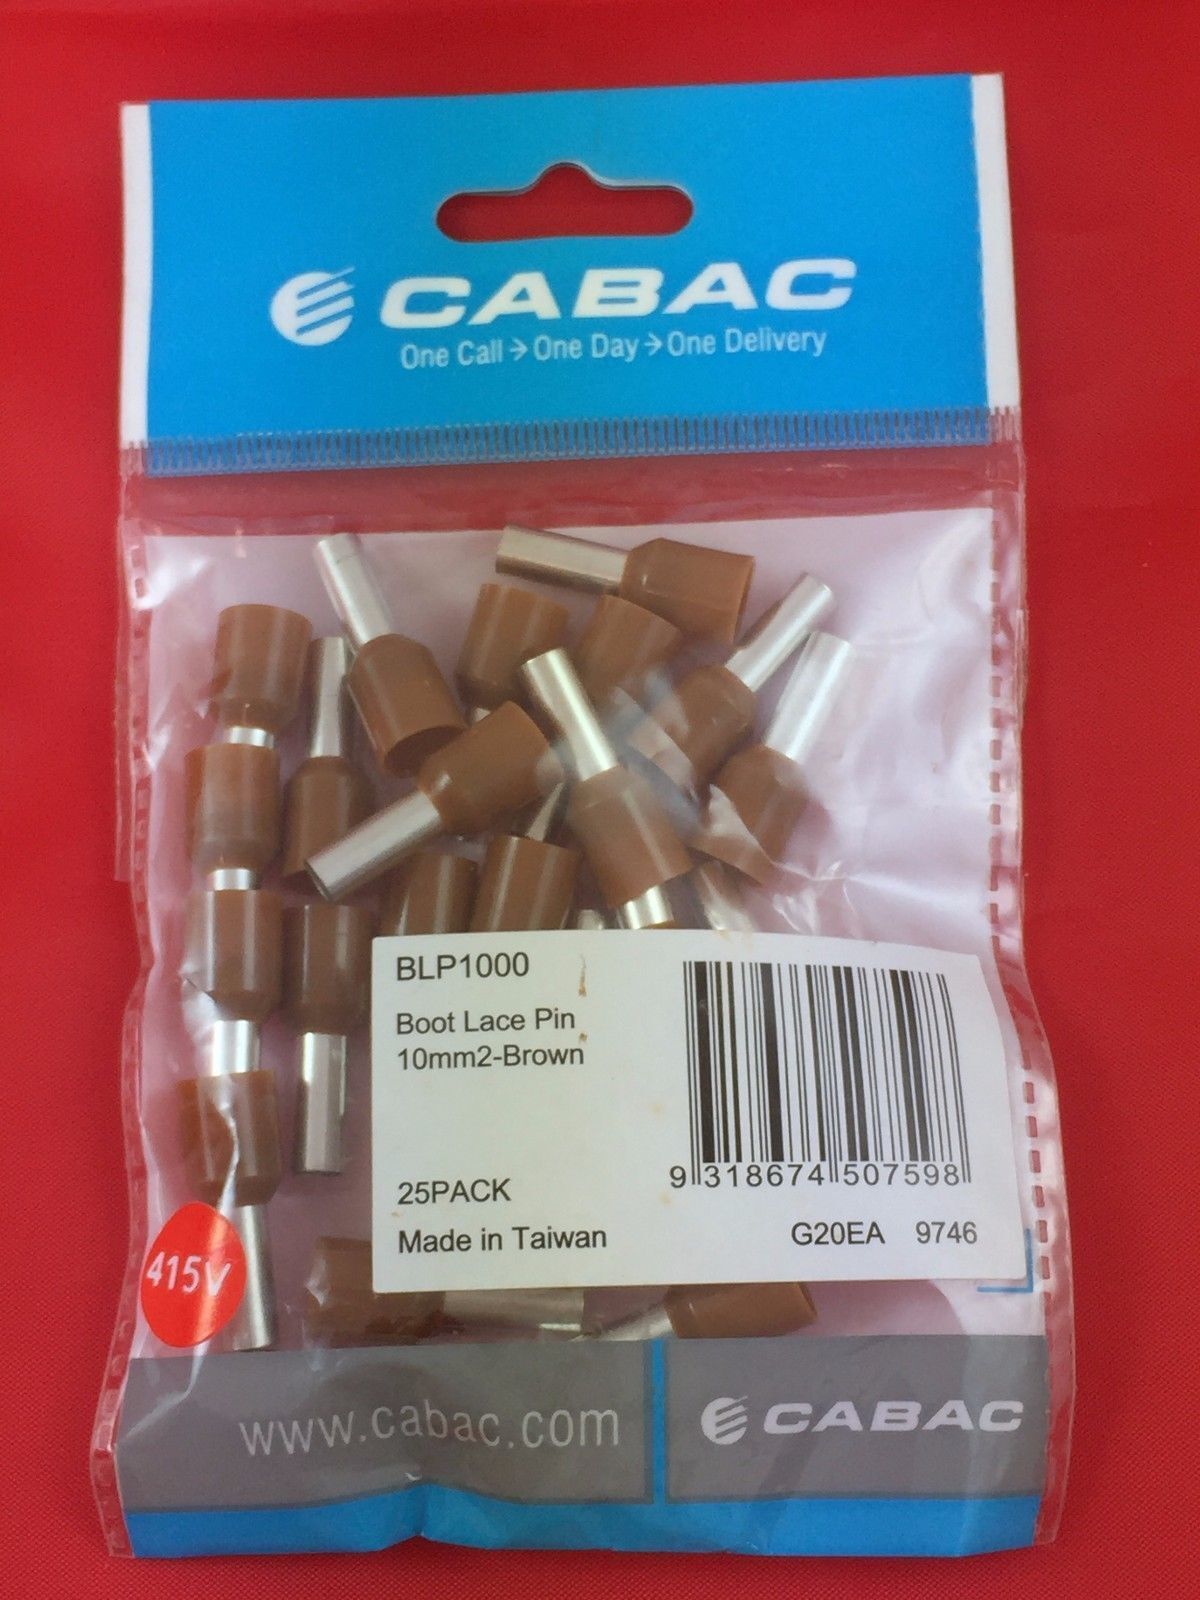 CABAC
One Call → One Day → One Delivery
BLP1000
Boot Lace Pin
10mm2-Brown
9 318674 507598
25PACK
Made in Taiwan
G20EA 9746
415V
www.cabac.com
CABAC